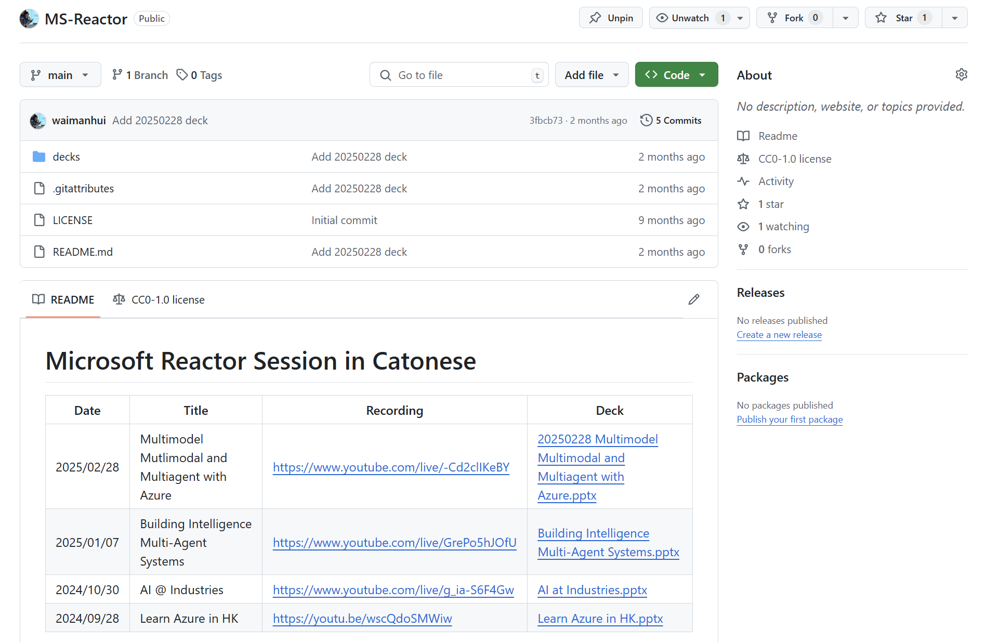 MS-Reactor Public Unpin Unwatch 1 Fork 0 Star 1
main 1 Branch 0 Tags Go to file t Add file Code
waimanhui Add 20250228 deck 3fbcb73 · 2 months ago 5 Commits
decks Add 20250228 deck 2 months ago
.gitattributes Add 20250228 deck 2 months ago
LICENSE Initial commit 9 months ago
README.md Add 20250228 deck 2 months ago
README CC0-1.0 license
Microsoft Reactor Session in Catonese
Date Title Recording Deck
2025/02/28
Multimodel
Mutlimodal and
Multiagent with
Azure
https://www.youtube.com/live/-Cd2clIKeBY
20250228 Multimodel
Multimodal and
Multiagent with
Azure.pptx
2025/01/07
Building Intelligence
Multi-Agent
Systems
https://www.youtube.com/live/GrePo5hJOfU
Building Intelligence
Multi-Agent Systems.pptx
2024/10/30 AI @ Industries https://www.youtube.com/live/g_ia-S6F4Gw AI at Industries.pptx
2024/09/28 Learn Azure in HK https://youtu.be/wscQdoSMWiw Learn Azure in HK.pptx
About
No description, website, or topics provided.
Readme
CC0-1.0 license
Activity
1 star
1 watching
0 forks
Releases
No releases published
Create a new release
Packages
No packages published
Publish your first package